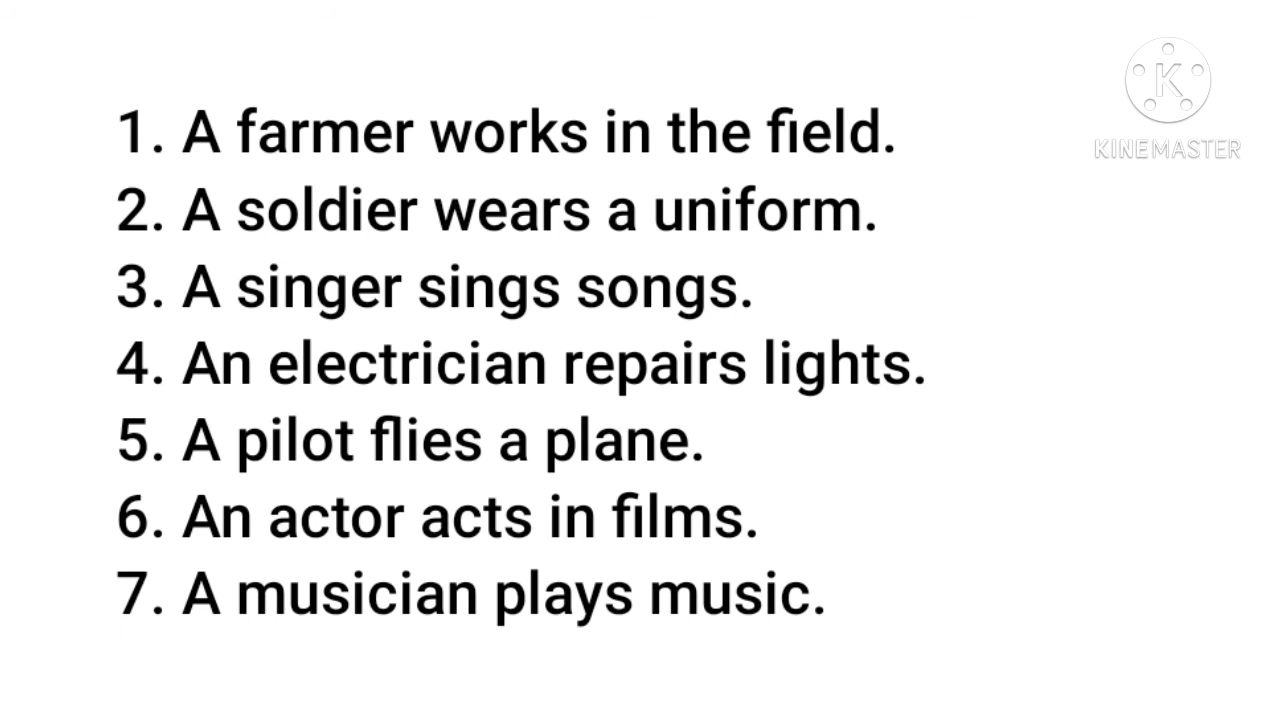 1. A farmer works in the field.
2. A soldier wears a uniform.
3. A singer sings songs.
4. An electrician repairs lights.
5. A pilot flies a plane.
6. An actor acts in films.
7. A musician plays music.
K
KINEMASTER